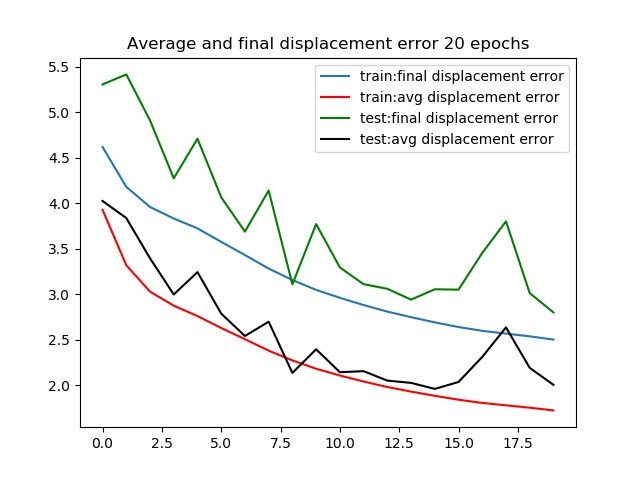 Average and final displacement error 20 epochs
train:final displacement error
train:avg displacement error
test:final displacement error
test:avg displacement error
5.5
5.0
4.5
4.0
3.5
3.0
2.5
2.0
0.0 2.5 5.0 7.5 10.0 12.5 15.0 17.5